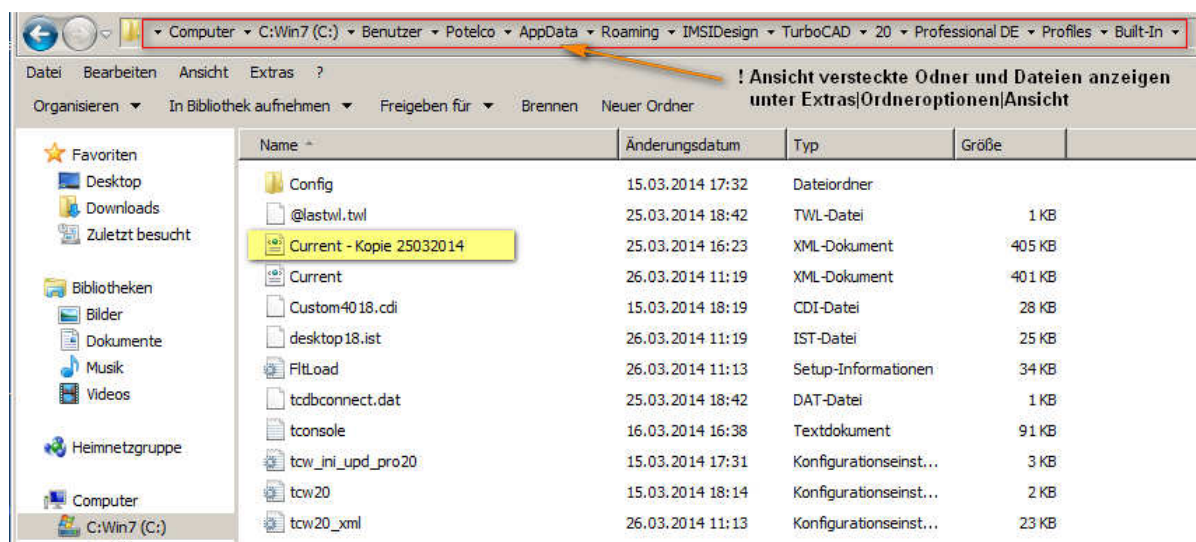 Computer C:Win7 (C:) Benutzer Potelco AppData Roaming IMSIDesign TurboCAD 20 Professional DE Profiles Built-In
Datei Bearbeiten Ansicht Extras ?
! Ansicht versteckte Odner und Dateien anzeigen
unter Extras|Ordneroptionen|Ansicht
Organisieren In Bibliothek aufnehmen Freigeben für Brennen Neuer Ordner
Name Änderungsdatum Typ Größe
Favoriten
Desktop
Downloads
Zuletzt besucht
Bibliotheken
Bilder
Dokumente
Musik
Videos
Heimnetzgruppe
Computer
C:Win7 (C:)
Config 15.03.2014 17:32 Dateiordner
@lastwl.twl 25.03.2014 18:42 TWL-Datei 1 KB
Current - Kopie 25032014 25.03.2014 16:23 XML-Dokument 405 KB
Current 26.03.2014 11:19 XML-Dokument 401 KB
Custom4018.cdi 15.03.2014 18:19 CDI-Datei 28 KB
desktop18.ist 26.03.2014 11:19 IST-Datei 25 KB
FltLoad 26.03.2014 11:13 Setup-Informationen 34 KB
tcdbconnect.dat 25.03.2014 18:42 DAT-Datei 1 KB
tconsole 16.03.2014 16:38 Textdokument 91 KB
tcw_ini_upd_pro20 15.03.2014 17:31 Konfigurationseinst... 3 KB
tcw20 15.03.2014 18:14 Konfigurationseinst... 2 KB
tcw20_xml 26.03.2014 11:13 Konfigurationseinst... 23 KB